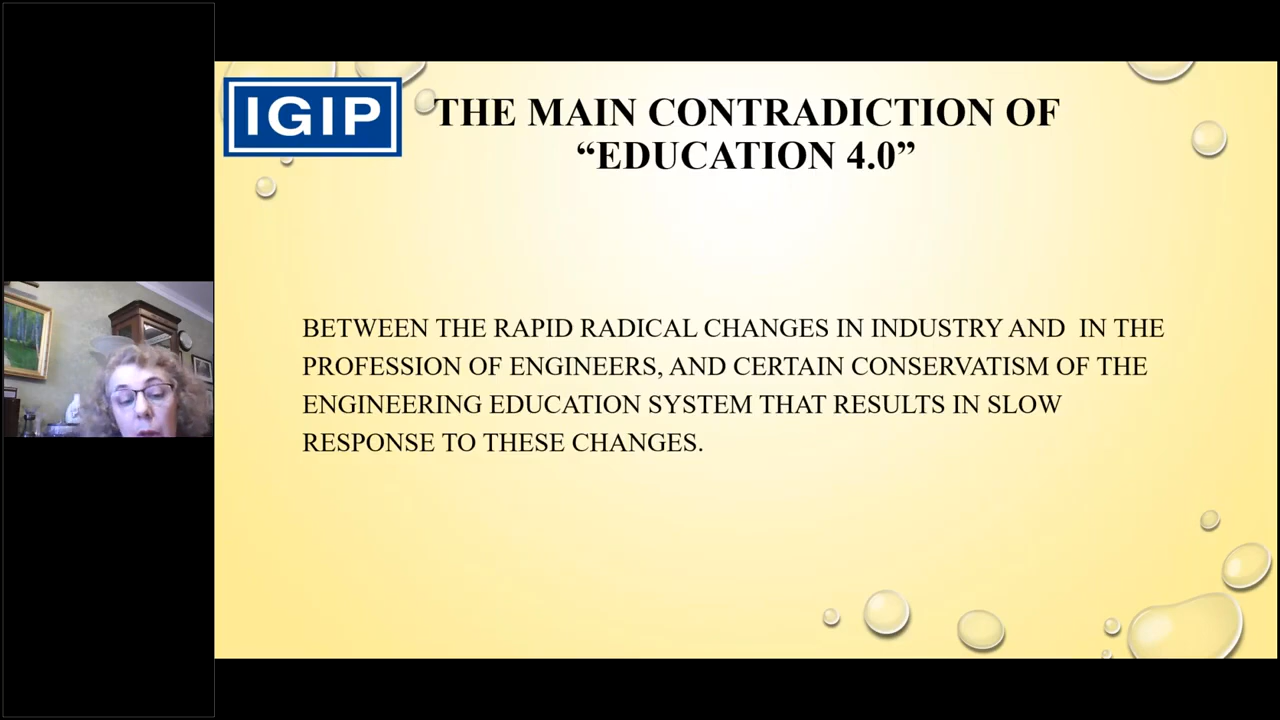 IGIP
THE MAIN CONTRADICTION OF
“EDUCATION 4.0”
BETWEEN THE RAPID RADICAL CHANGES IN INDUSTRY AND  IN THE
PROFESSION OF ENGINEERS, AND CERTAIN CONSERVATISM OF THE
ENGINEERING EDUCATION SYSTEM THAT RESULTS IN SLOW
RESPONSE TO THESE CHANGES.